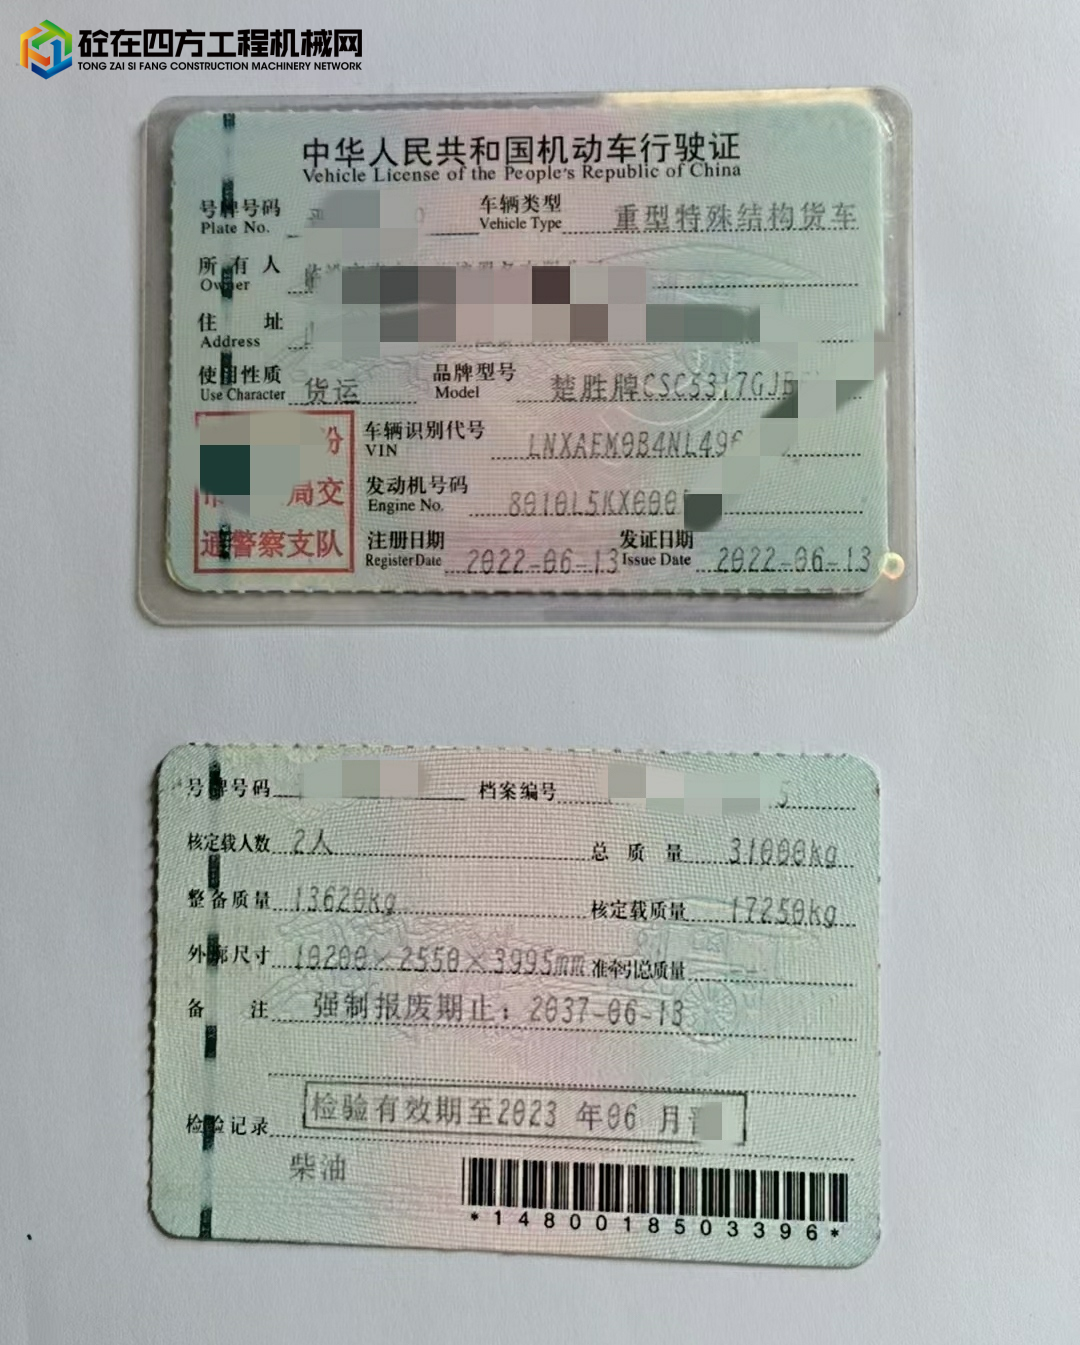 砼在四方工程机械网
TONG ZAI SI FANG CONSTRUCTION MACHINERY NETWORK
中华人民共和国机动车行驶证
Vehicle License of the People's Republic of China
号牌号码 车辆类型 重型特殊结构货车
Plate No. Vehicle Type
所有人
Owner
住址
Address
使用性质 货运 品牌型号 楚胜牌CSC5317GJB
Use Character Model
车辆识别代号 LNXAEM0B4NL496
VIN
发动机号码 8010L5KX000
Engine No.
份
局交
通警察支队
注册日期 2022-06-13 发证日期 2022-06-13
Register Date Issue Date
号牌号码 档案编号 5
核定载人数 2人 总质量 31000kg
整备质量 13620kg 核定载质量 17250kg
外廓尺寸 10200×2550×3995mm 准牵引总质量 --
备注 强制报废期止：2037-06-13
检验记录 检验有效期至2023年06月
柴油
*1480018503396*